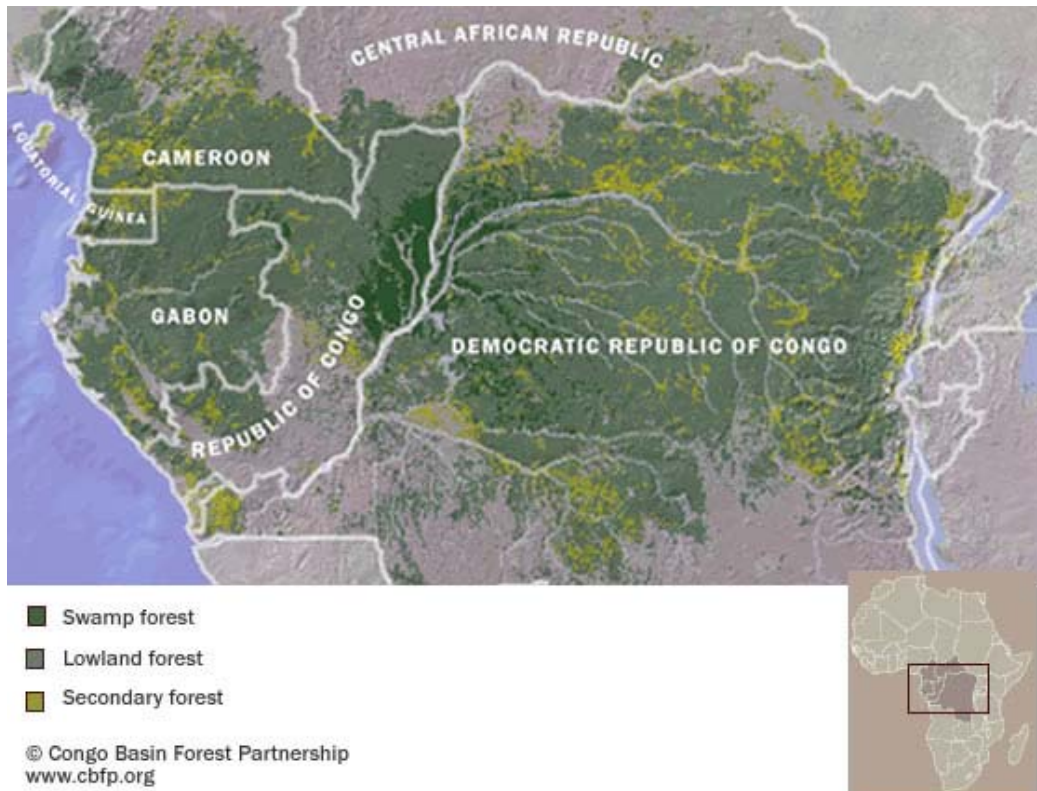 CENTRAL AFRICAN REPUBLIC
EQUATORIAL GUINEA
CAMEROON
GABON
REPUBLIC OF CONGO
DEMOCRATIC REPUBLIC OF CONGO
Swamp forest
Lowland forest
Secondary forest
© Congo Basin Forest Partnership
www.cbfp.org